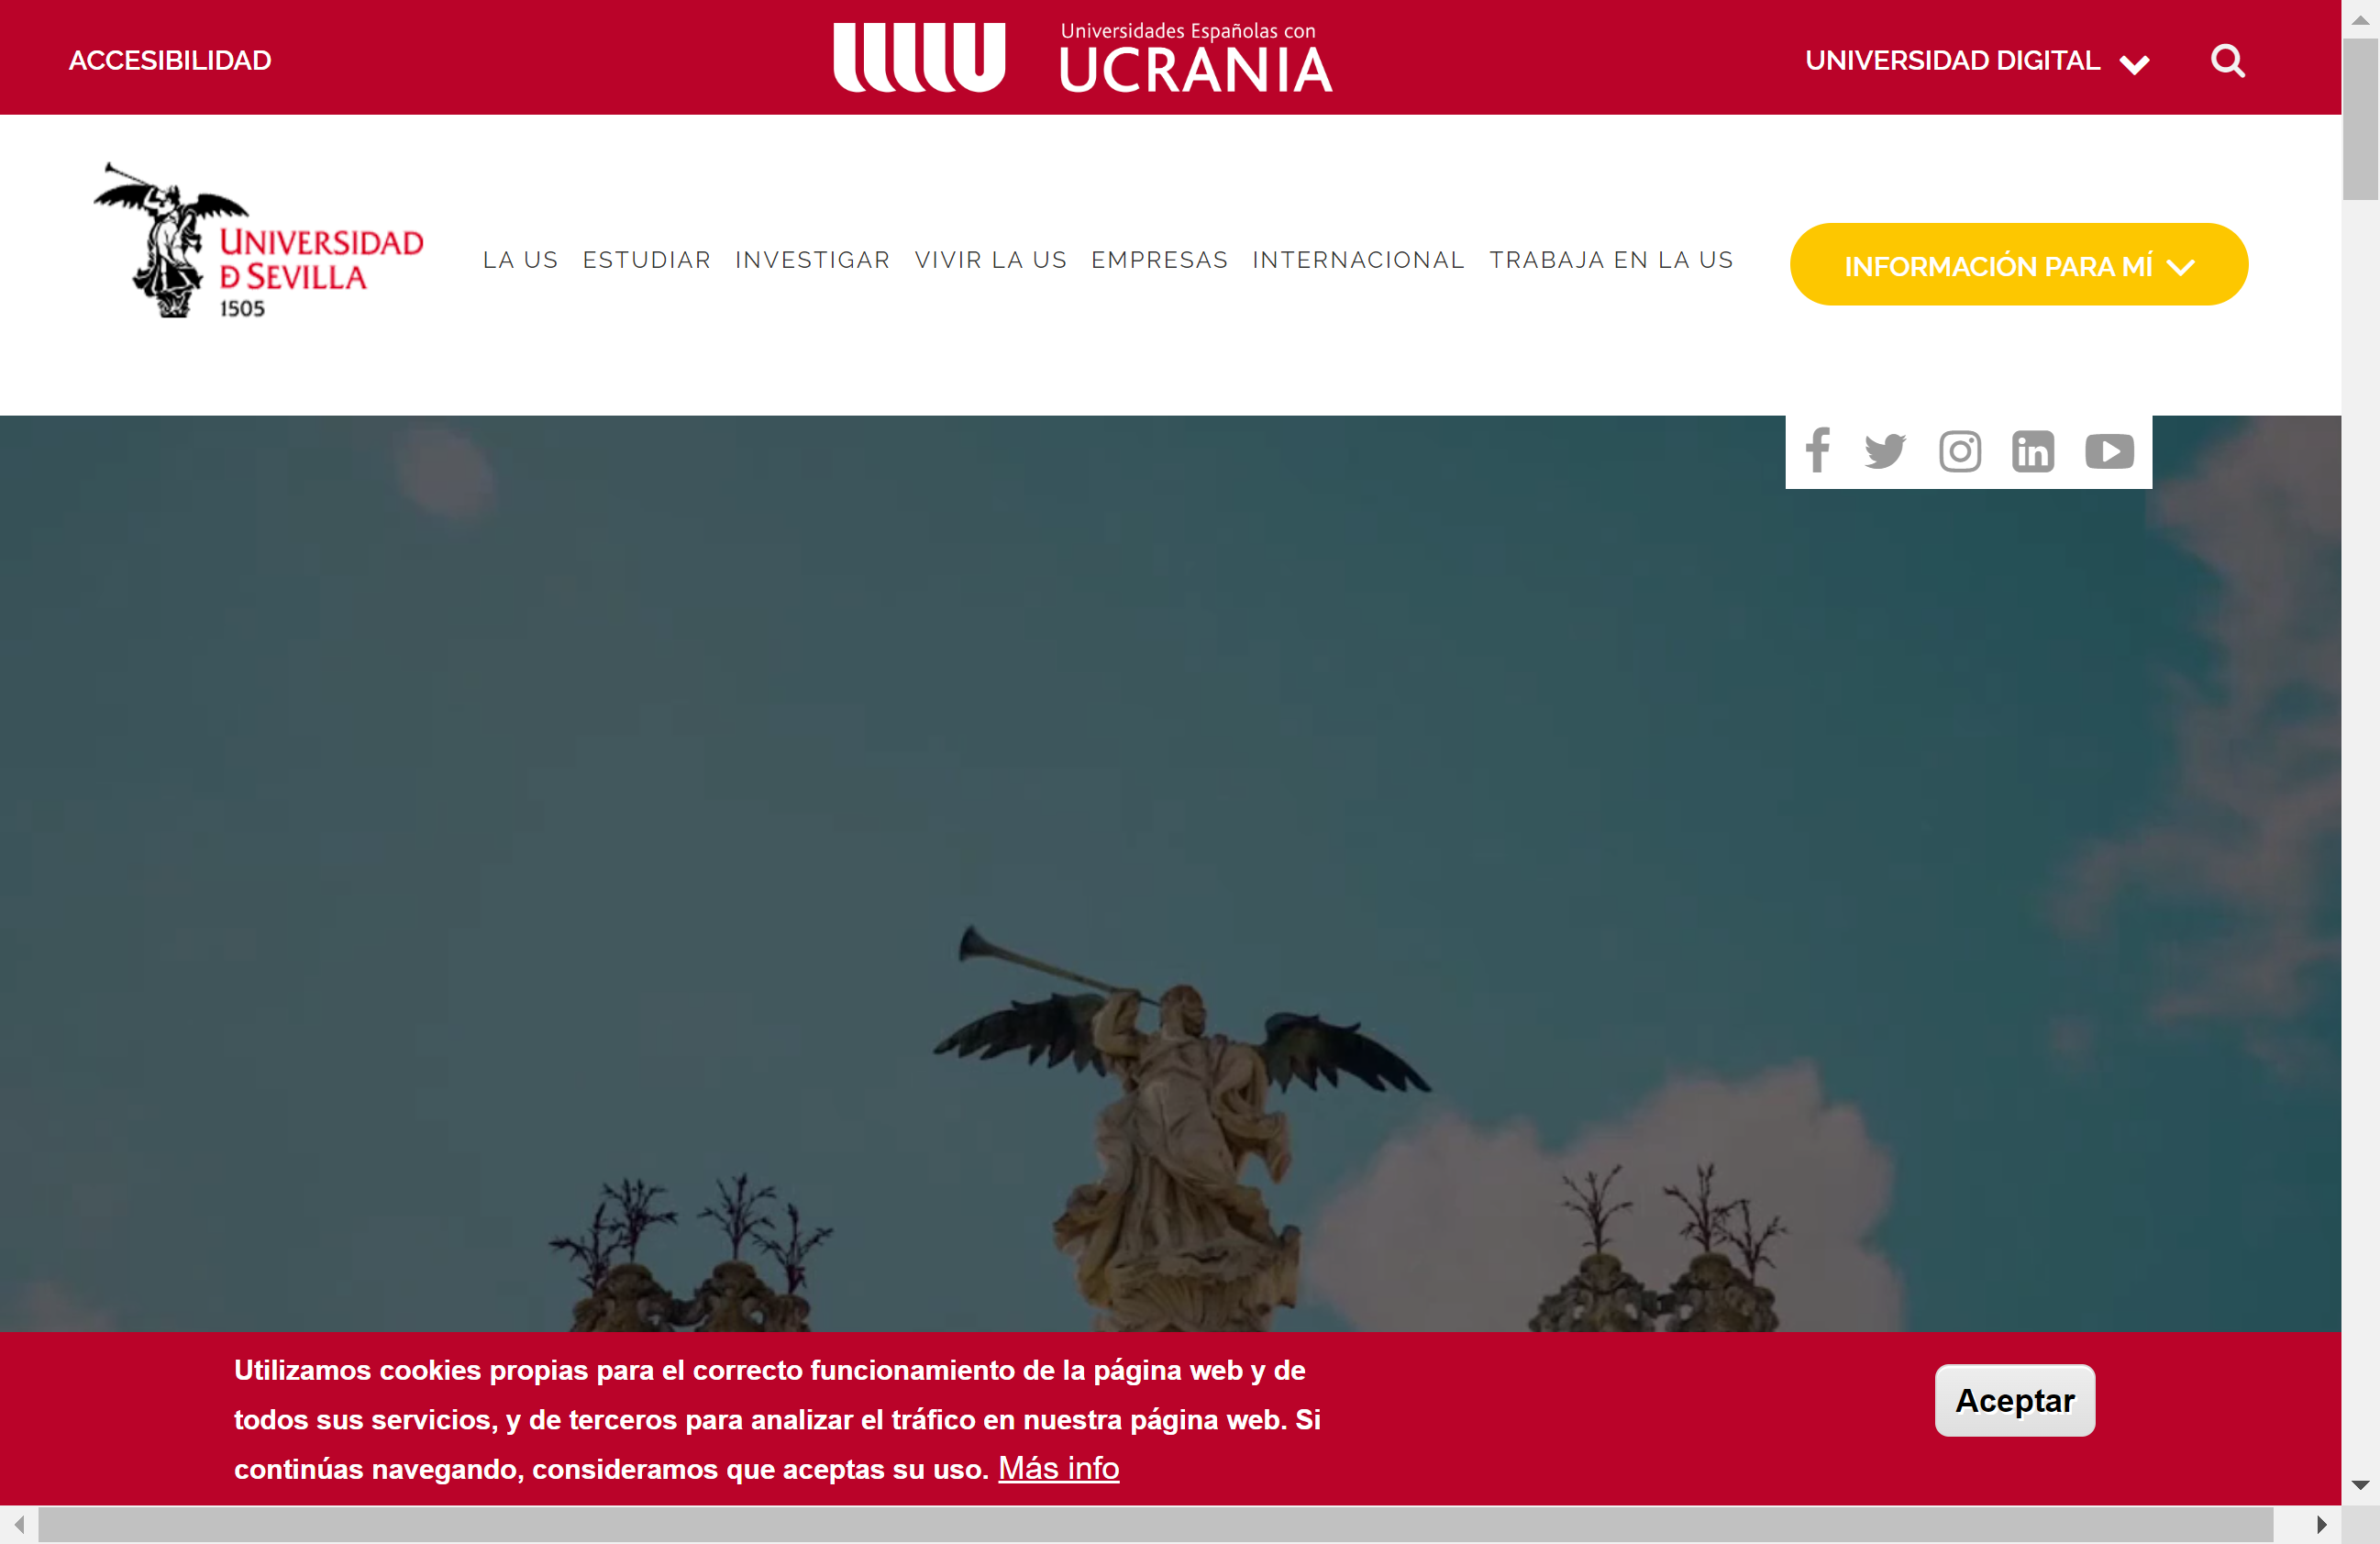 ACCESIBILIDAD
Universidades Españolas con
UCRANIA
UNIVERSIDAD DIGITAL
UNIVERSIDAD
DE SEVILLA
1505
LA US ESTUDIAR INVESTIGAR VIVIR LA US EMPRESAS INTERNACIONAL TRABAJA EN LA US
INFORMACIÓN PARA MÍ
Utilizamos cookies propias para el correcto funcionamiento de la página web y de
todos sus servicios, y de terceros para analizar el tráfico en nuestra página web. Si
continúas navegando, consideramos que aceptas su uso. Más info
Aceptar